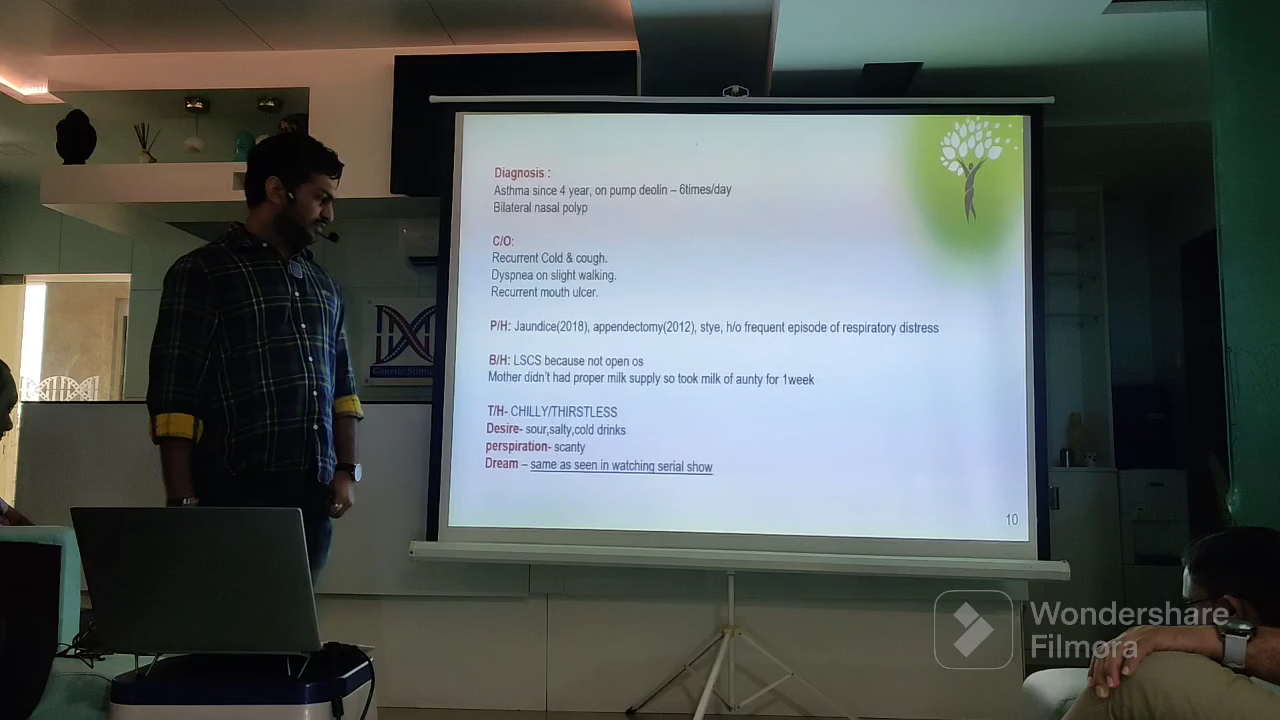 Diagnosis :
Asthma since 4 year, on pump deolin – 6times/day
Bilateral nasal polyp
C/O:
Recurrent Cold & cough.
Dyspnea on slight walking.
Recurrent mouth ulcer.
P/H: Jaundice(2018), appendectomy(2012), stye, h/o frequent episode of respiratory distress
B/H: LSCS because not open os
Mother didn't had proper milk supply so took milk of aunty for 1week
T/H- CHILLY/THIRSTLESS
Desire- sour,salty,cold drinks
perspiration- scanty
Dream – same as seen in watching serial show
10
Genetic
Wondershare
Filmora